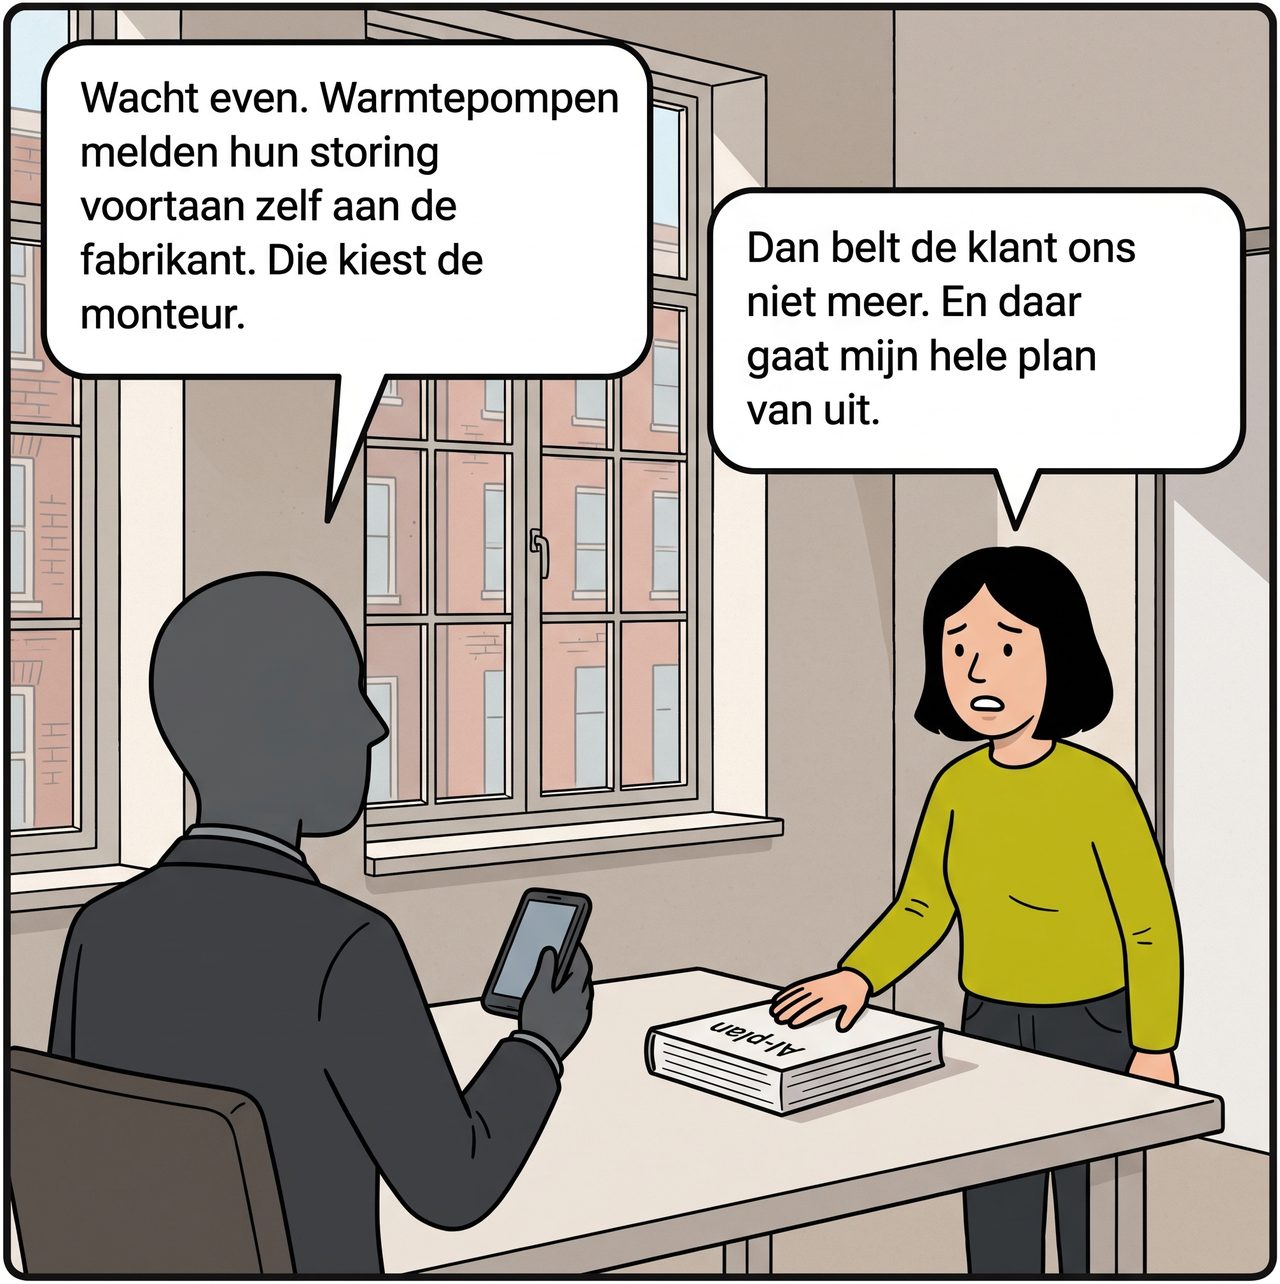 Wacht even. Warmtepompen
melden hun storing
voortaan zelf aan de
fabrikant. Die kiest de
monteur.
Dan belt de klant ons
niet meer. En daar
gaat mijn hele plan
van uit.
AI-plan